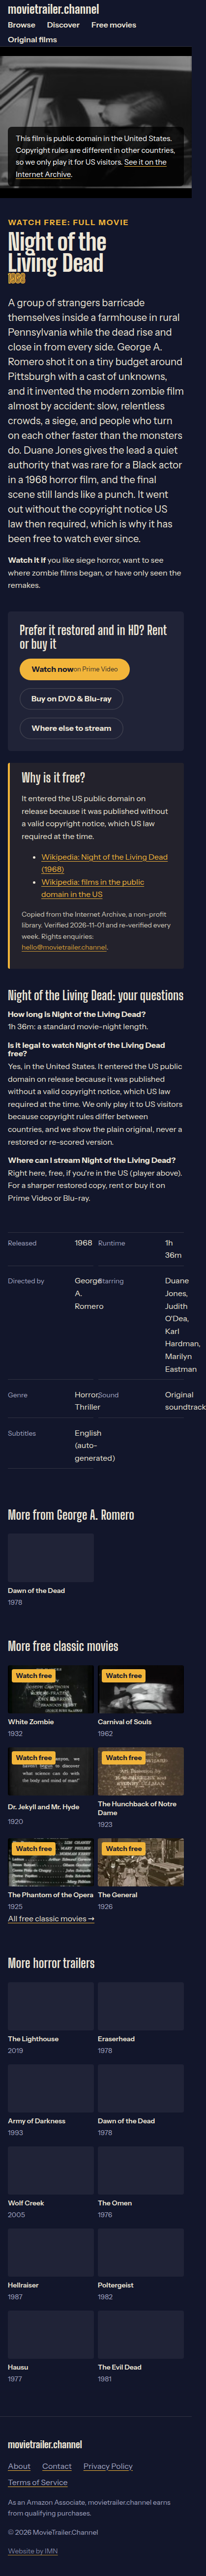 movietrailer.channel
Browse Discover Free movies
Original films
This film is public domain in the United States.
Copyright rules are different in other countries,
so we only play it for US visitors. See it on the
Internet Archive.
WATCH FREE: FULL MOVIE
Night of the
Living Dead
1968
A group of strangers barricade
themselves inside a farmhouse in rural
Pennsylvania while the dead rise and
close in from every side. George A.
Romero shot it on a tiny budget around
Pittsburgh with a cast of unknowns,
and it invented the modern zombie film
almost by accident: slow, relentless
crowds, a siege, and people who turn
on each other faster than the monsters
do. Duane Jones gives the lead a quiet
authority that was rare for a Black actor
in a 1968 horror film, and the final
scene still lands like a punch. It went
out without the copyright notice US
law then required, which is why it has
been free to watch ever since.
Watch it if you like siege horror, want to see
where zombie films began, or have only seen the
remakes.
Prefer it restored and in HD? Rent
or buy it
Watch now on Prime Video
Buy on DVD & Blu-ray
Where else to stream
Why is it free?
It entered the US public domain on
release because it was published without
a valid copyright notice, which US law
required at the time.
Wikipedia: Night of the Living Dead
(1968)
Wikipedia: films in the public
domain in the US
Copied from the Internet Archive, a non-profit
library. Verified 2026-11-01 and re-verified every
week. Rights enquiries:
hello@movietrailer.channel.
Night of the Living Dead: your questions
How long is Night of the Living Dead?
1h 36m: a standard movie-night length.
Is it legal to watch Night of the Living Dead
free?
Yes, in the United States. It entered the US public
domain on release because it was published
without a valid copyright notice, which US law
required at the time. We only play it to US visitors
because copyright rules differ between
countries, and we show the plain original, never a
restored or re-scored version.
Where can I stream Night of the Living Dead?
Right here, free, if you're in the US (player above).
For a sharper restored copy, rent or buy it on
Prime Video or Blu-ray.
Released 1968 Runtime 1h
36m
Directed by George
A.
Romero
Starring Duane
Jones,
Judith
O'Dea,
Karl
Hardman,
Marilyn
Eastman
Genre Horror,
Thriller
Sound Original
soundtrack
Subtitles English
(auto-
generated)
More from George A. Romero
Dawn of the Dead
1978
More free classic movies
Watch free Watch free
White Zombie Carnival of Souls
1932 1962
Watch free Watch free
Dr. Jekyll and Mr. Hyde
1920
The Hunchback of Notre
Dame
1923
Watch free Watch free
The Phantom of the Opera The General
1925 1926
All free classic movies →
More horror trailers
The Lighthouse Eraserhead
2019 1978
Army of Darkness Dawn of the Dead
1993 1978
Wolf Creek The Omen
2005 1976
Hellraiser Poltergeist
1987 1982
Hausu The Evil Dead
1977 1981
movietrailer.channel
About Contact Privacy Policy
Terms of Service
As an Amazon Associate, movietrailer.channel earns
from qualifying purchases.
© 2026 MovieTrailer.Channel
Website by IMN